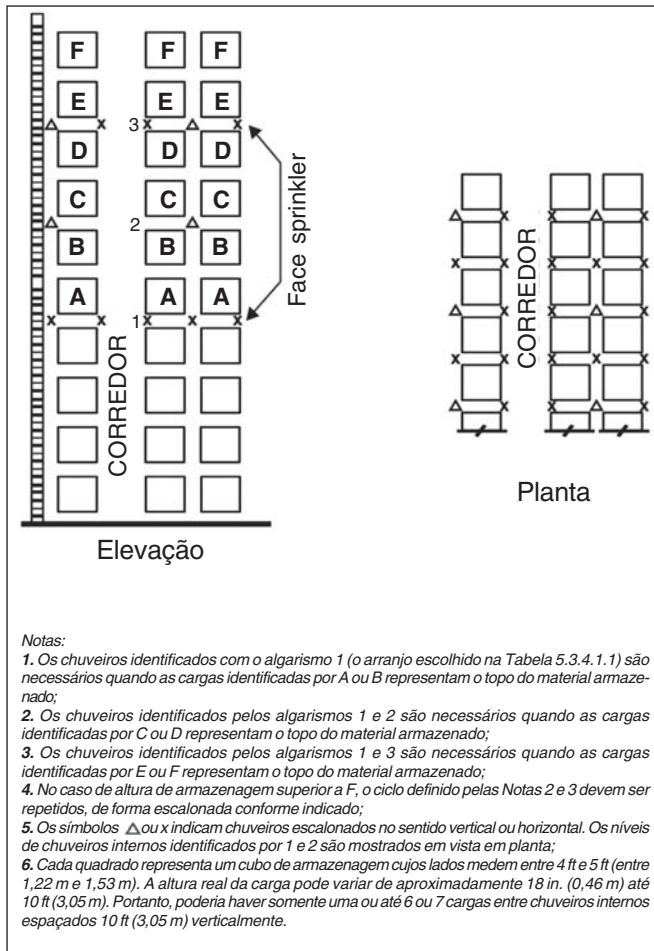 F F F
E E E
3
D D D
C C C
2
B B B
A A A
1
Face sprinkler
CORREDOR
Elevação
CORREDOR
Planta
Notas:
1. Os chuveiros identificados com o algarismo 1 (o arranjo escolhido na Tabela 5.3.4.1.1) são
necessários quando as cargas identificadas por A ou B representam o topo do material armaze-
nado;
2. Os chuveiros identificados pelos algarismos 1 e 2 são necessários quando as cargas
identificadas por C ou D representam o topo do material armazenado;
3. Os chuveiros identificados pelos algarismos 1 e 3 são necessários quando as cargas
identificadas por E ou F representam o topo do material armazenado;
4. No caso de altura de armazenagem superior a F, o ciclo definido pelas Notas 2 e 3 devem ser
repetidos, de forma escalonada conforme indicado;
5. Os símbolos △ ou x indicam chuveiros escalonados no sentido vertical ou horizontal. Os níveis
de chuveiros internos identificados por 1 e 2 são mostrados em vista em planta;
6. Cada quadrado representa um cubo de armazenagem cujos lados medem entre 4 ft e 5 ft (entre
1,22 m e 1,53 m). A altura real da carga pode variar de aproximadamente 18 in. (0,46 m) até
10 ft (3,05 m). Portanto, poderia haver somente uma ou até 6 ou 7 cargas entre chuveiros internos
espaçados 10 ft (3,05 m) verticalmente.